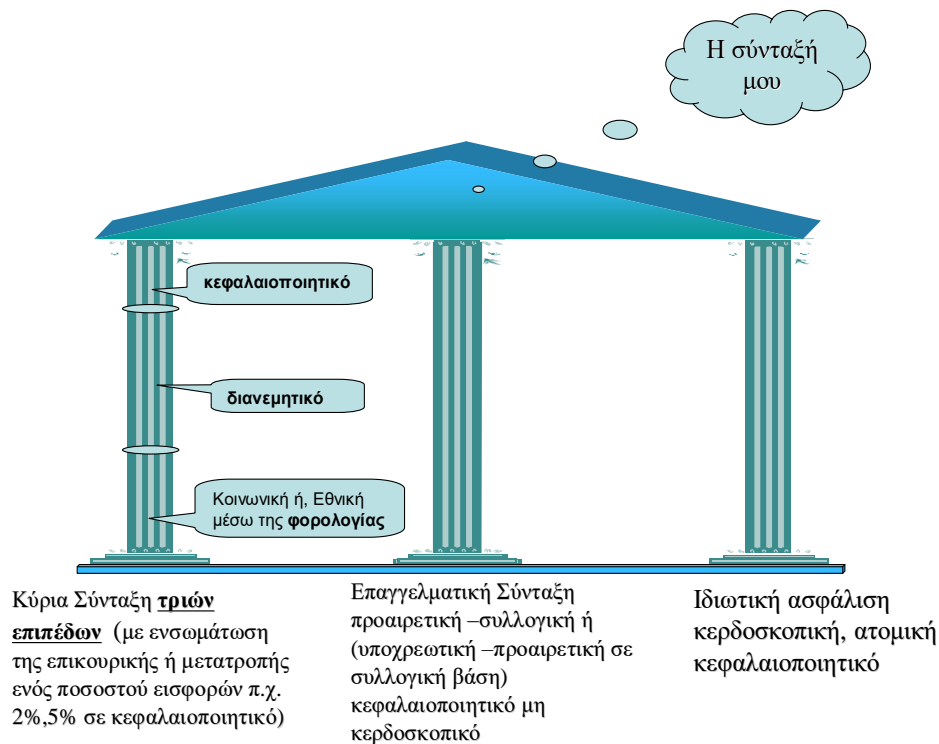 Η σύνταξή
μου
κεφαλαιοποιητικό
διανεμητικό
Κοινωνική ή, Εθνική
μέσω της φορολογίας
Κύρια Σύνταξη τριών
επιπέδων (με ενσωμάτωση
της επικουρικής ή μετατροπής
ενός ποσοστού εισφορών π.χ.
2%,5% σε κεφαλαιοποιητικό)
Επαγγελματική Σύνταξη
προαιρετική –συλλογική ή
(υποχρεωτική –προαιρετική σε
συλλογική βάση)
κεφαλαιοποιητικό μη
κερδοσκοπικό
Ιδιωτική ασφάλιση
κερδοσκοπική, ατομική
κεφαλαιοποιητικό